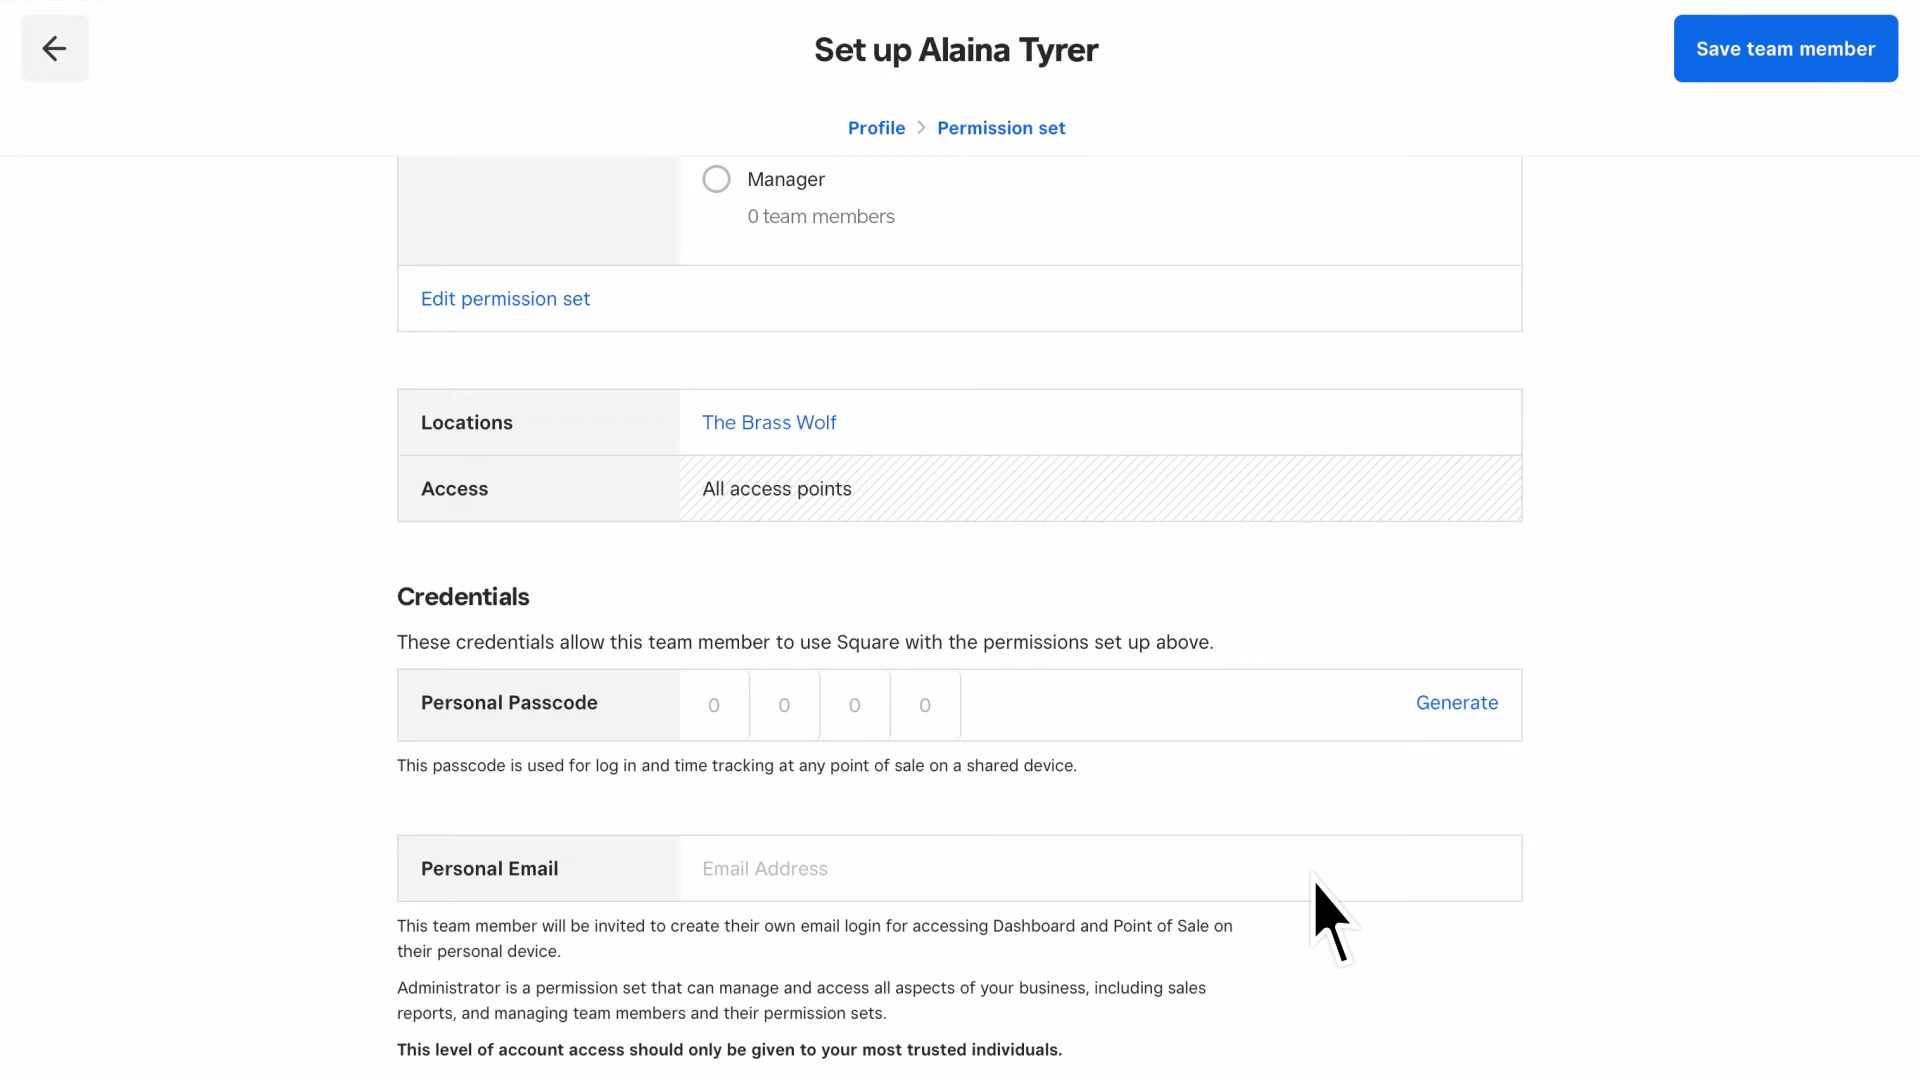 Set up Alaina Tyrer
Save team member
Profile > Permission set
Manager
0 team members
Edit permission set
Locations The Brass Wolf
Access All access points
Credentials
These credentials allow this team member to use Square with the permissions set up above.
Personal Passcode 0 0 0 0 Generate
This passcode is used for log in and time tracking at any point of sale on a shared device.
Personal Email Email Address
This team member will be invited to create their own email login for accessing Dashboard and Point of Sale on
their personal device.
Administrator is a permission set that can manage and access all aspects of your business, including sales
reports, and managing team members and their permission sets.
This level of account access should only be given to your most trusted individuals.